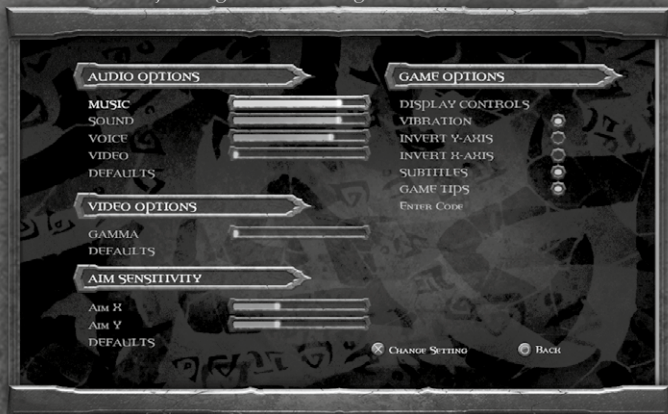 AUDIO OPTIONS
MUSIC
SOUND
VOICE
VIDEO
DEFAULTS
VIDEO OPTIONS
GAMMA
DEFAULTS
AIM SENSITIVITY
AIM X
AIM Y
DEFAULTS
GAME OPTIONS
DISPLAY CONTROLS
VIBRATION
INVERT Y-AXIS
INVERT X-AXIS
SUBTITLES
GAME TIPS
ENTER CODE
CHANGE SETTING
BACK